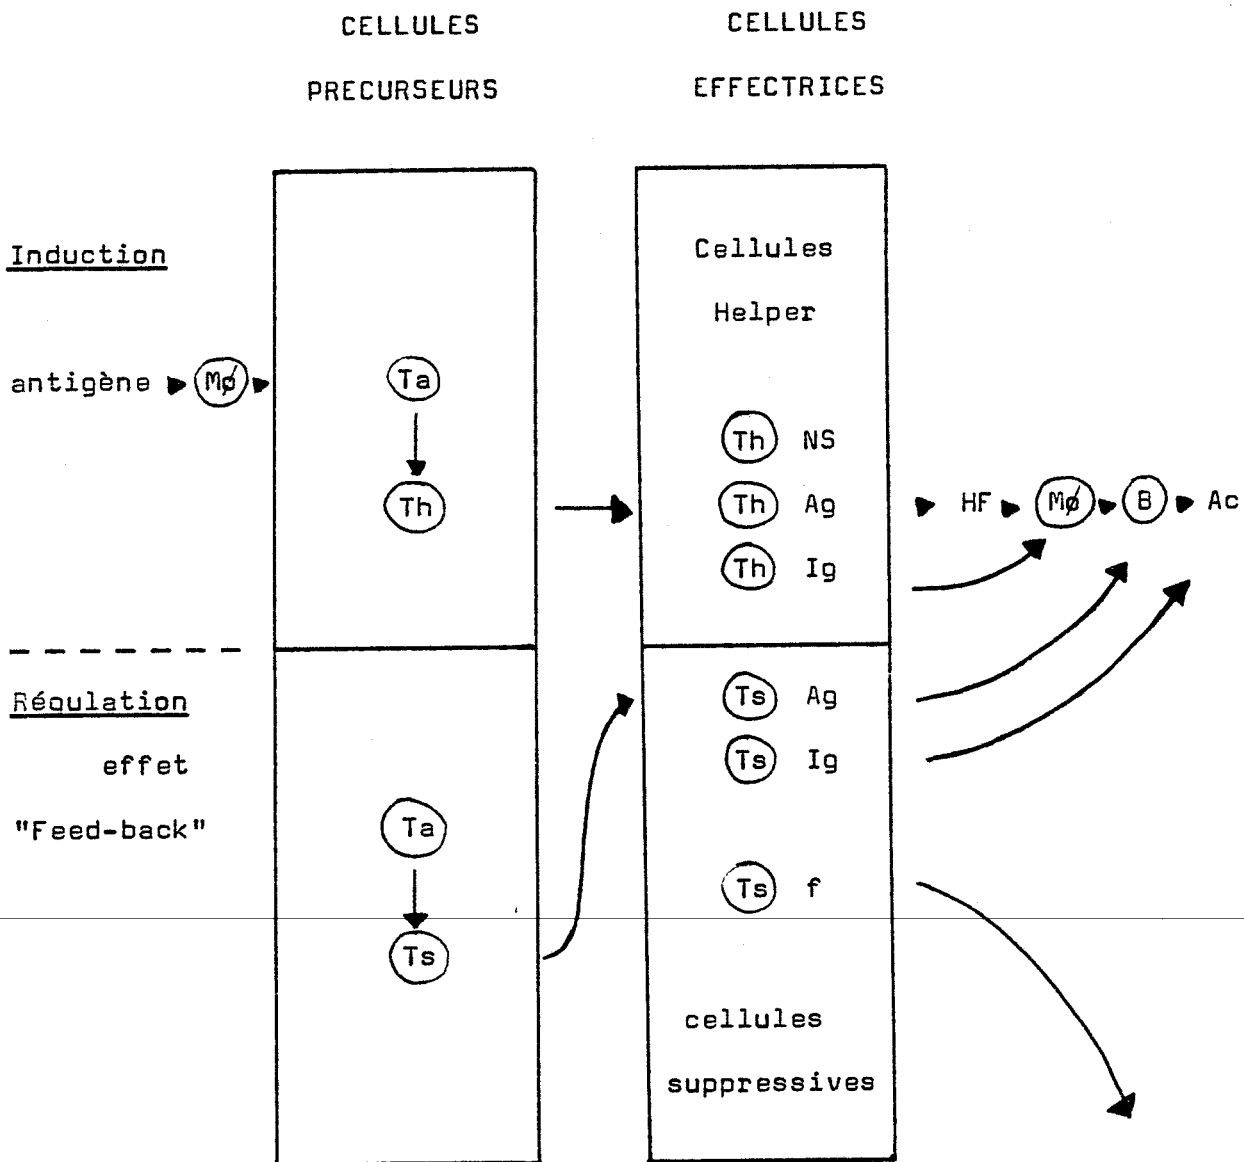 CELLULES CELLULES
PRECURSEURS EFFECTRICES
Induction
Cellules
Helper
antigène Mø Ta
Th NS
Th Th Ag HF Mø B Ac
Th Ig
Régulation Ts Ag
effet Ts Ig
"Feed-back" Ta
Ts f
Ts
cellules
suppressives